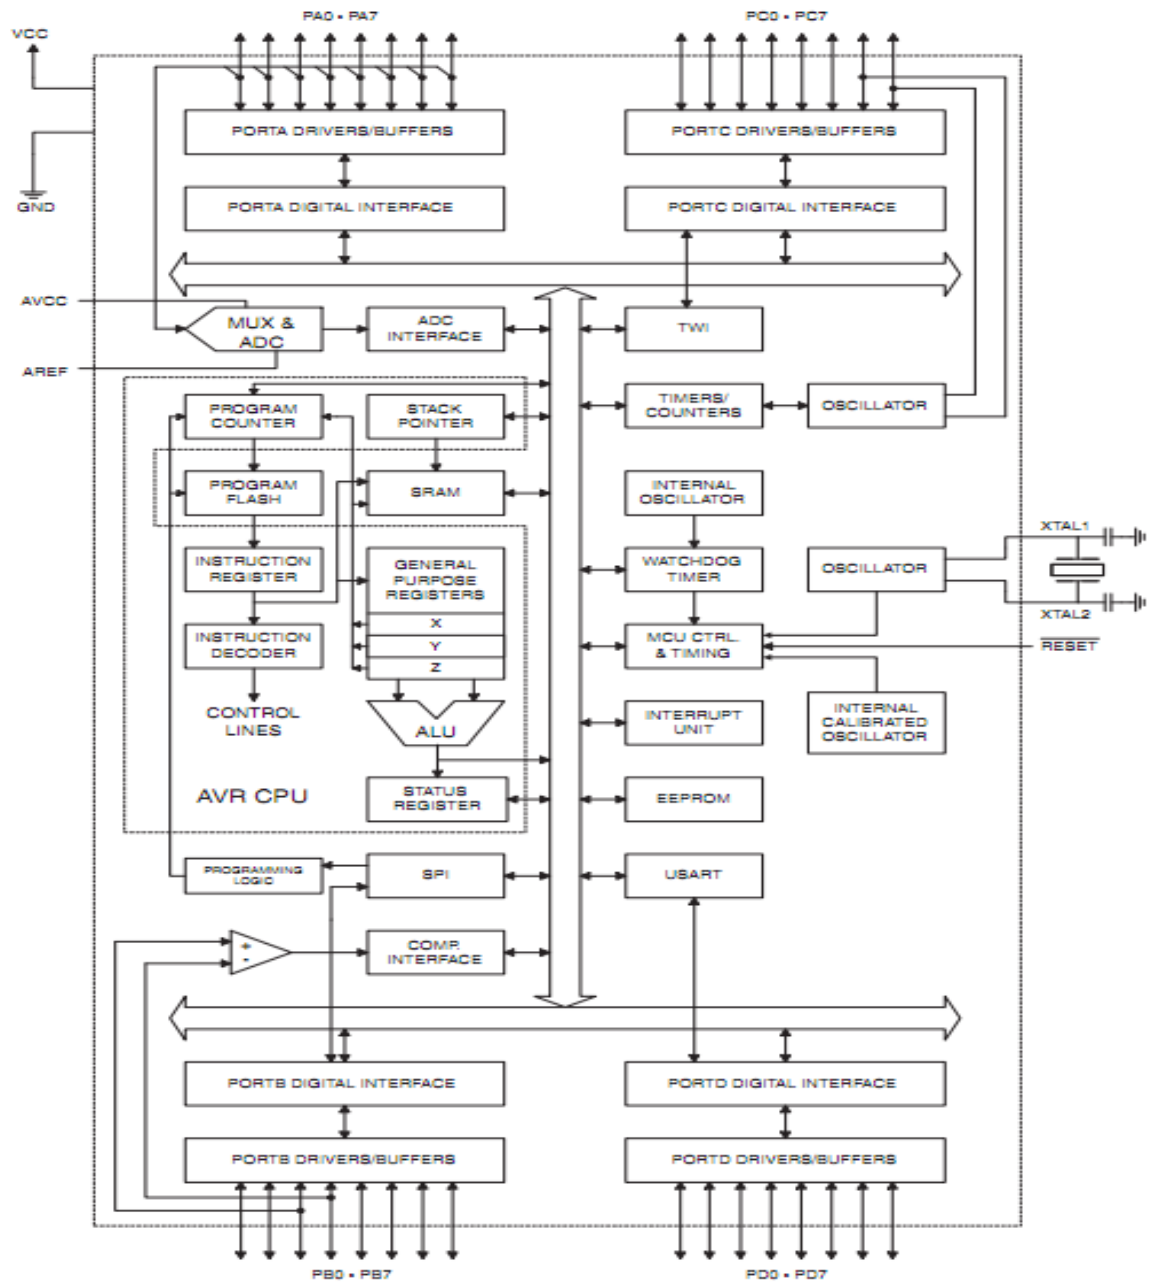 PA0 - PA7
PC0 - PC7
VCC
PORTA DRIVERS/BUFFERS
PORTC DRIVERS/BUFFERS
GND
PORTA DIGITAL INTERFACE
PORTC DIGITAL INTERFACE
AVCC
MUX &
ADC
ADC
INTERFACE
TWI
AREF
PROGRAM
COUNTER
STACK
POINTER
TIMERS/
COUNTERS
OSCILLATOR
PROGRAM
FLASH
SRAM
INTERNAL
OSCILLATOR
XTAL1
INSTRUCTION
REGISTER
GENERAL
PURPOSE
REGISTERS
WATCHDOG
TIMER
OSCILLATOR
X
XTAL2
INSTRUCTION
DECODER
Y
MCU CTRL.
& TIMING
RESET
Z
CONTROL
LINES
ALU
INTERRUPT
UNIT
INTERNAL
CALIBRATED
OSCILLATOR
AVR CPU
STATUS
REGISTER
EEPROM
PROGRAMMING
LOGIC
SPI
USART
+
-
COMP.
INTERFACE
PORTB DIGITAL INTERFACE
PORTD DIGITAL INTERFACE
PORTB DRIVERS/BUFFERS
PORTD DRIVERS/BUFFERS
PB0 - PB7
PD0 - PD7